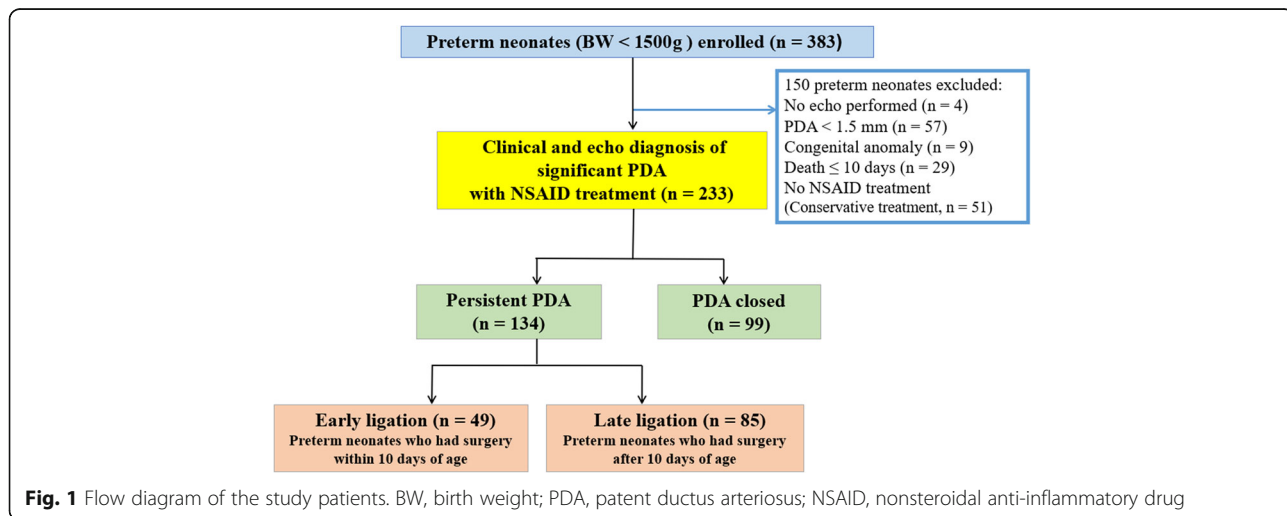 Preterm neonates (BW < 1500g ) enrolled (n = 383)
150 preterm neonates excluded:
No echo performed (n = 4)
PDA < 1.5 mm (n = 57)
Congenital anomaly (n = 9)
Death ≤ 10 days (n = 29)
No NSAID treatment
(Conservative treatment, n = 51)
Clinical and echo diagnosis of
significant PDA
with NSAID treatment (n = 233)
Persistent PDA
(n = 134)
PDA closed
(n = 99)
Early ligation (n = 49)
Preterm neonates who had surgery
within 10 days of age
Late ligation (n = 85)
Preterm neonates who had surgery
after 10 days of age
Fig. 1 Flow diagram of the study patients. BW, birth weight; PDA, patent ductus arteriosus; NSAID, nonsteroidal anti-inflammatory drug